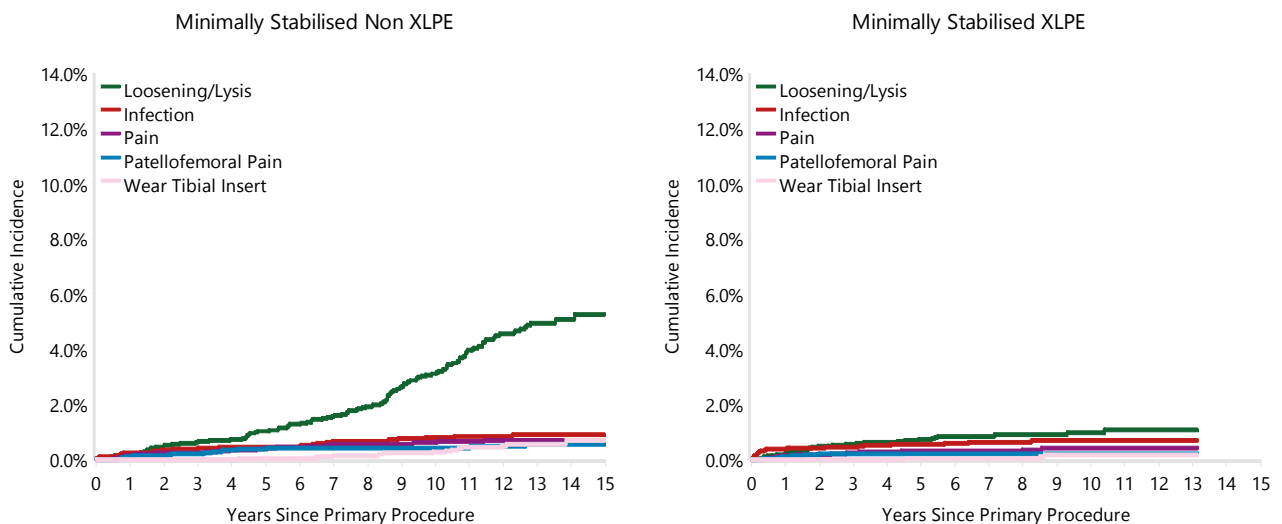 Minimally Stabilised Non XLPE
14.0%
12.0%
10.0%
8.0%
6.0%
4.0%
2.0%
0.0%
Cumulative Incidence
Loosening/Lysis
Infection
Pain
Patellofemoral Pain
Wear Tibial Insert
0 1 2 3 4 5 6 7 8 9 10 11 12 13 14 15
Years Since Primary Procedure
Minimally Stabilised XLPE
14.0%
12.0%
10.0%
8.0%
6.0%
4.0%
2.0%
0.0%
Cumulative Incidence
Loosening/Lysis
Infection
Pain
Patellofemoral Pain
Wear Tibial Insert
0 1 2 3 4 5 6 7 8 9 10 11 12 13 14 15
Years Since Primary Procedure